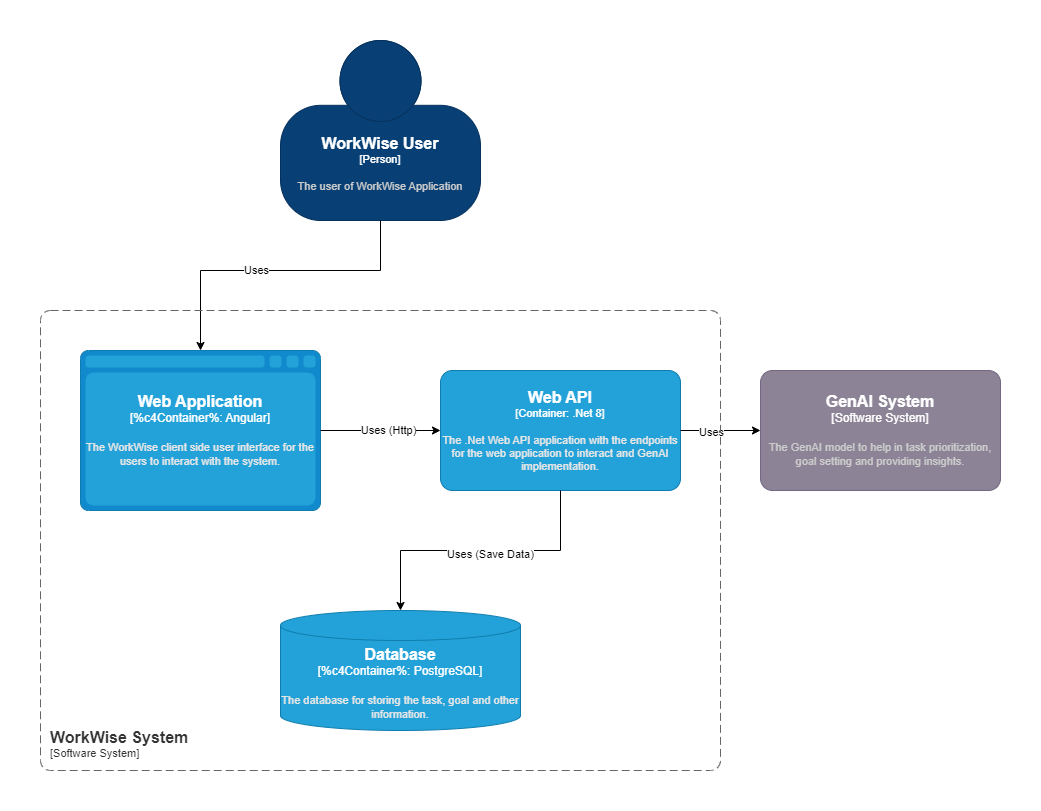 WorkWise User
[Person]
The user of WorkWise Application
Uses
Web Application
[%c4Container%: Angular]
The WorkWise client side user interface for the
users to interact with the system.
Uses (Http)
Web API
[Container: .Net 8]
The .Net Web API application with the endpoints
for the web application to interact and GenAI
implementation.
Uses
GenAI System
[Software System]
The GenAI model to help in task prioritization,
goal setting and providing insights.
Uses (Save Data)
Database
[%c4Container%: PostgreSQL]
The database for storing the task, goal and other
information.
WorkWise System
[Software System]